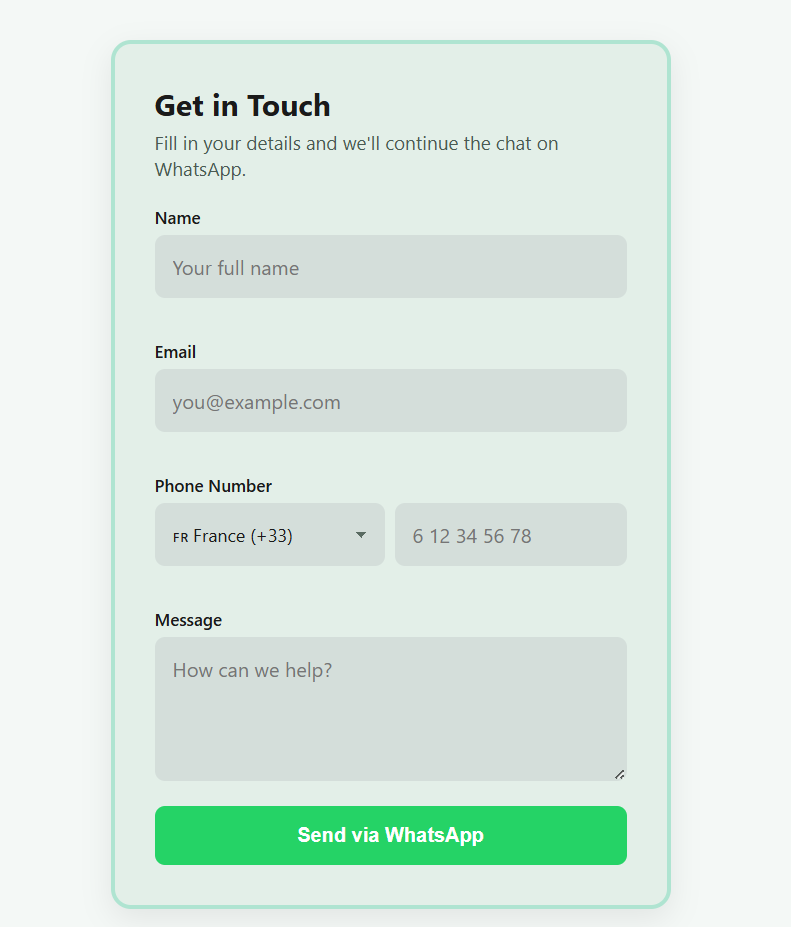 Get in Touch
Fill in your details and we'll continue the chat on
WhatsApp.
Name
Your full name
Email
you@example.com
Phone Number
FR France (+33)
6 12 34 56 78
Message
How can we help?
Send via WhatsApp